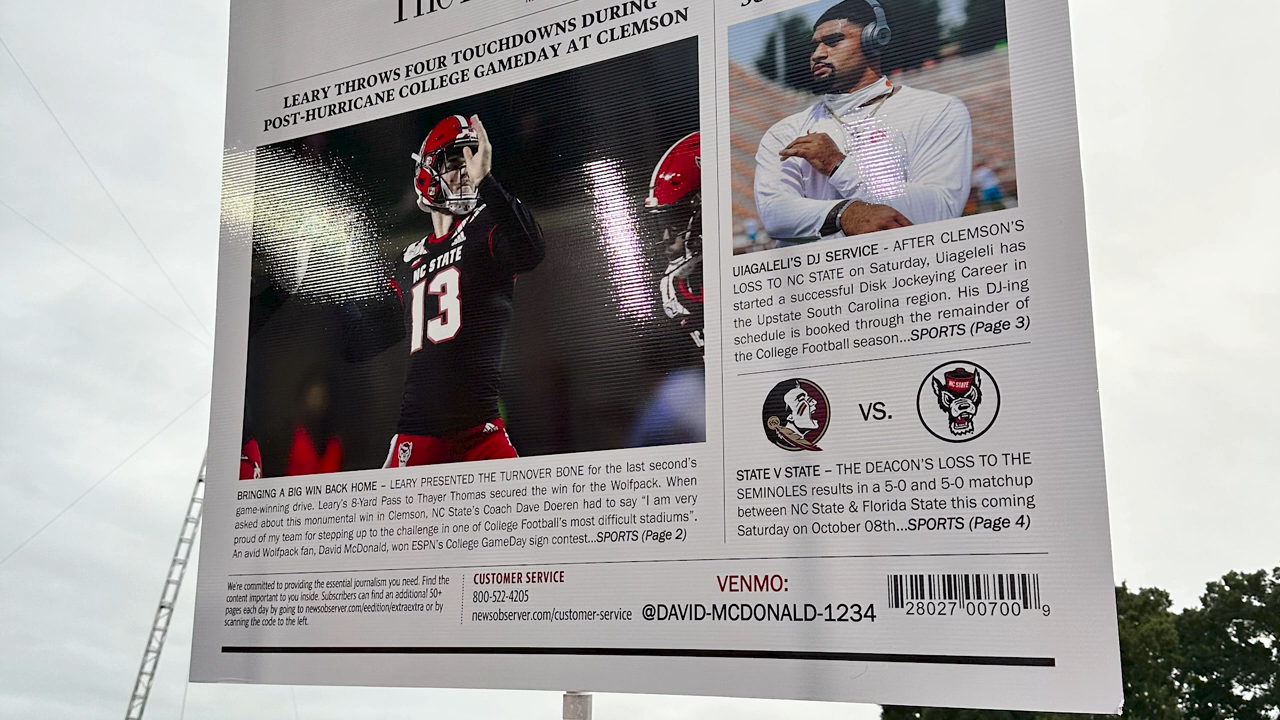 LEARY THROWS FOUR TOUCHDOWNS DURING
POST-HURRICANE COLLEGE GAMEDAY AT CLEMSON
NC STATE
13
BRINGING A BIG WIN BACK HOME – LEARY PRESENTED THE TURNOVER BONE for the last second's
game-winning drive. Leary's 8-Yard Pass to Thayer Thomas secured the win for the Wolfpack. When
asked about this monumental win in Clemson, NC State's Coach Dave Doeren had to say "I am very
proud of my team for stepping up to the challenge in one of College Football's most difficult stadiums".
An avid Wolfpack fan, David McDonald, won ESPN's College GameDay sign contest...SPORTS (Page 2)
UIAGALELI'S DJ SERVICE - AFTER CLEMSON'S
LOSS TO NC STATE on Saturday, Uiageleli has
started a successful Disk Jockeying Career in
the Upstate South Carolina region. His DJ-ing
schedule is booked through the remainder of
the College Football season...SPORTS (Page 3)
VS.
NC STATE
STATE V STATE – THE DEACON'S LOSS TO THE
SEMINOLES results in a 5-0 and 5-0 matchup
between NC State & Florida State this coming
Saturday on October 08th...SPORTS (Page 4)
We're committed to providing the essential journalism you need. Find the
content important to you inside. Subscribers can find an additional 50+
pages each day by going to newsobserver.com/eedition/extraextra or by
scanning the code to the left.
CUSTOMER SERVICE
800-522-4205
newsobserver.com/customer-service
VENMO:
@DAVID-MCDONALD-1234
28027 00700 9